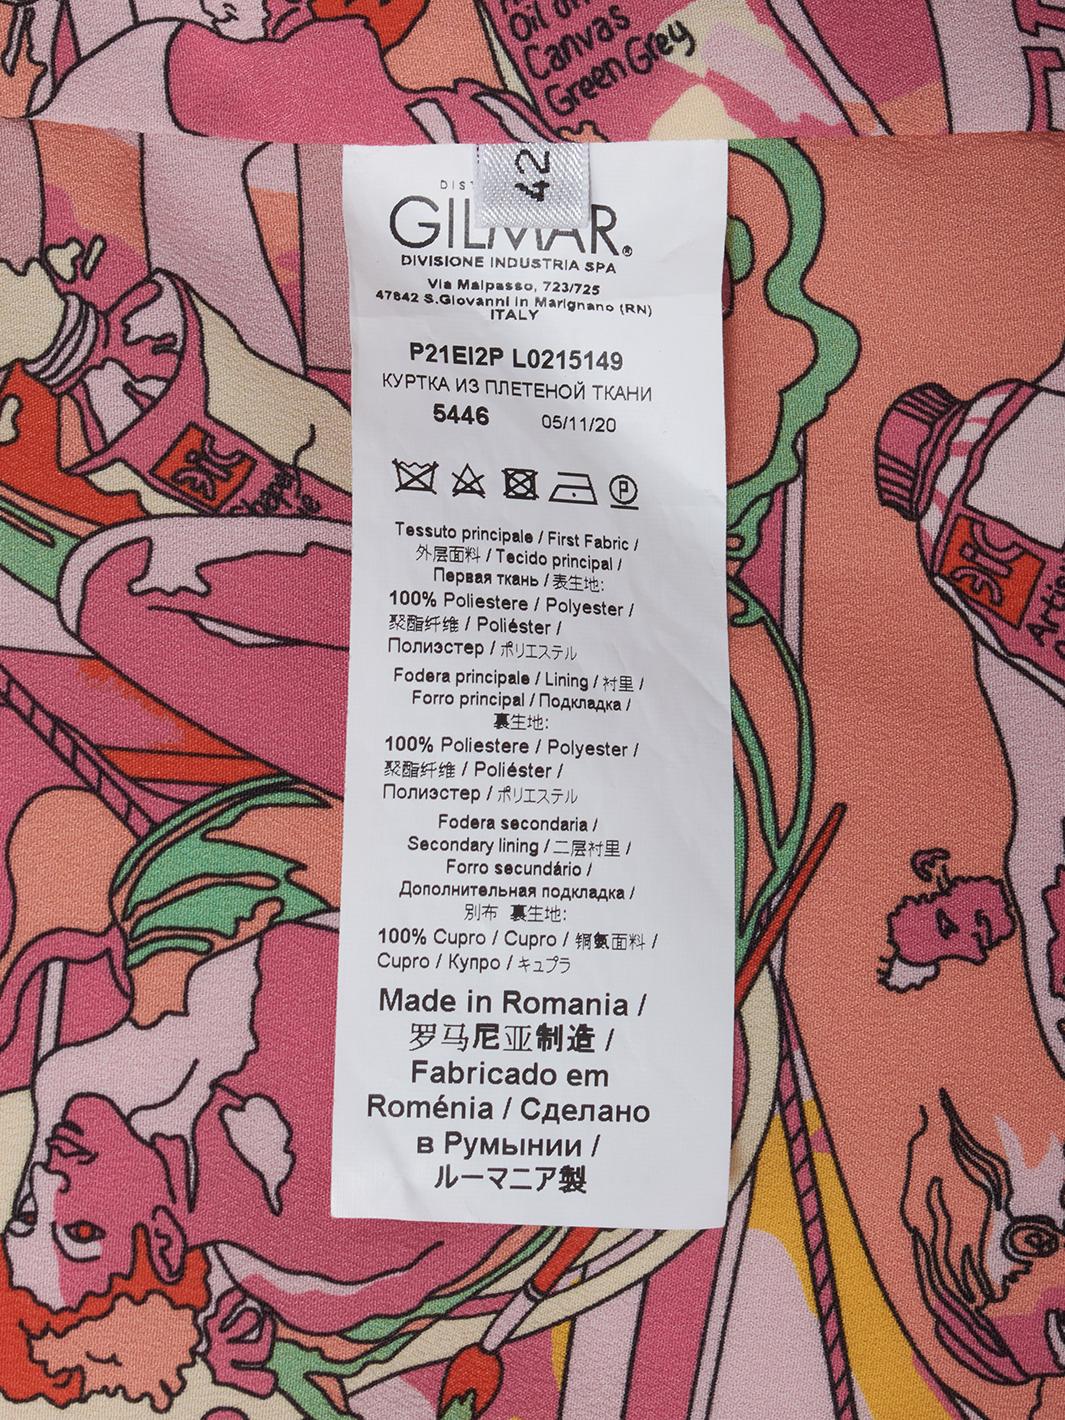 Oil on
Canvas
Green Grey
42
GILMAR®
DIVISIONE INDUSTRIA SPA
Via Malpasso, 723/725
47842 S.Giovanni in Marignano (RN)
ITALY
P21EI2P L0215149
КУРТКА ИЗ ПЛЕТЕНОЙ ТКАНИ
5446 05/11/20
P
Tessuto principale / First Fabric /
外层面料 / Tecido principal /
Первая ткань / 表生地:
100% Poliestere / Polyester /
聚酯纤维 / Poliéster /
Полиэстер / ポリエステル
Fodera principale / Lining / 衬里 /
Forro principal / Подкладка /
裏生地:
100% Poliestere / Polyester /
聚酯纤维 / Poliéster /
Полиэстер / ポリエステル
Fodera secondaria /
Secondary lining / 二层衬里 /
Forro secundário /
Дополнительная подкладка /
別布 裏生地:
100% Cupro / Cupro / 铜氨面料 /
Cupro / Купро / キュプラ
Made in Romania /
罗马尼亚制造 /
Fabricado em
Roménia / Сделано
в Румынии /
ルーマニア製